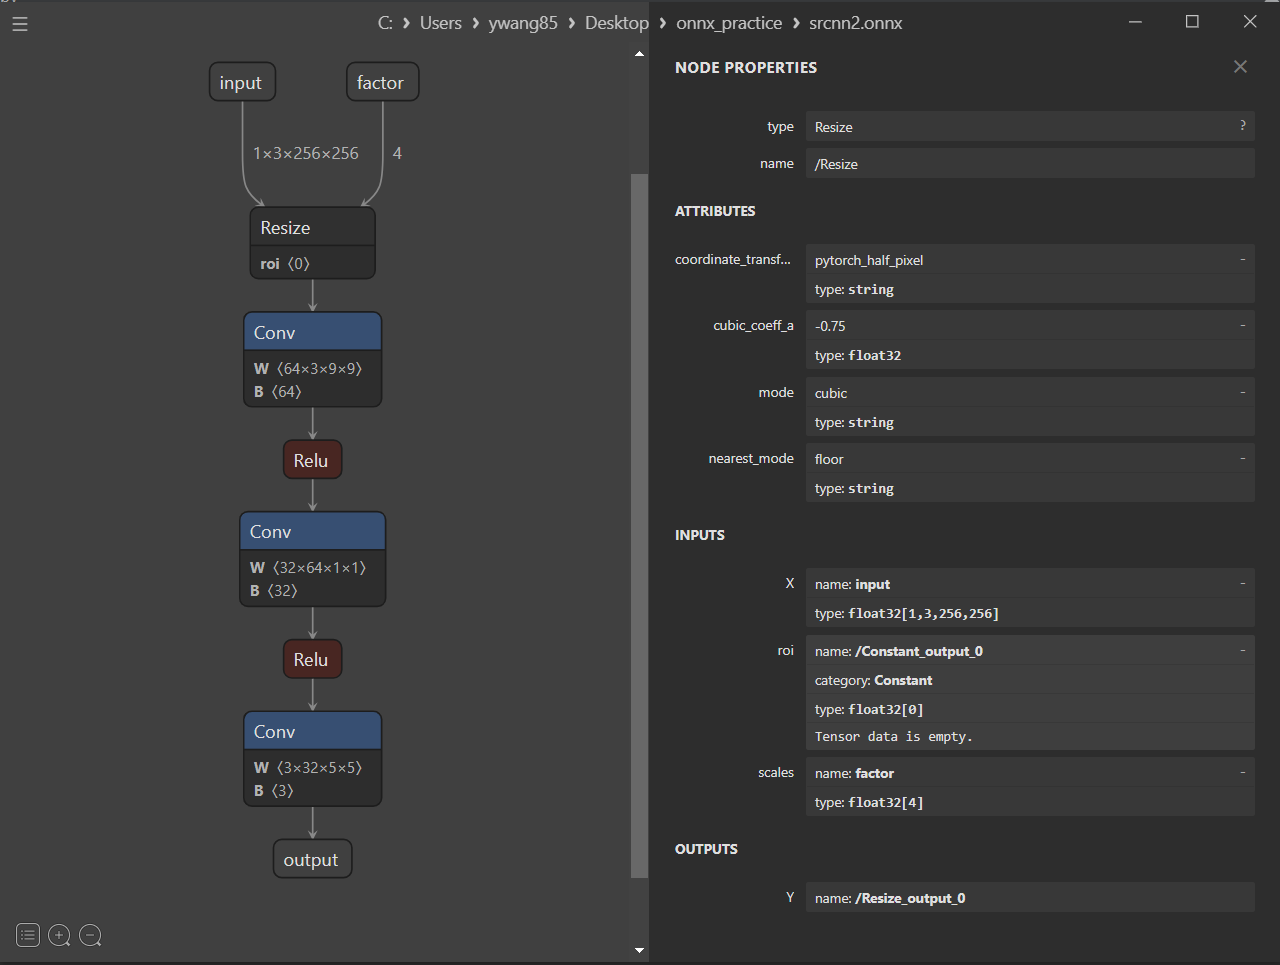 C: › Users › ywang85 › Desktop › onnx_practice › srcnn2.onnx
input
factor
1×3×256×256
4
Resize
roi ⟨0⟩
Conv
W ⟨64×3×9×9⟩
B ⟨64⟩
Relu
Conv
W ⟨32×64×1×1⟩
B ⟨32⟩
Relu
Conv
W ⟨3×32×5×5⟩
B ⟨3⟩
output
NODE PROPERTIES
type Resize ?
name /Resize
ATTRIBUTES
coordinate_transf... pytorch_half_pixel -
type: string
cubic_coeff_a -0.75 -
type: float32
mode cubic -
type: string
nearest_mode floor -
type: string
INPUTS
X name: input -
type: float32[1,3,256,256]
roi name: /Constant_output_0 -
category: Constant
type: float32[0]
Tensor data is empty.
scales name: factor -
type: float32[4]
OUTPUTS
Y name: /Resize_output_0